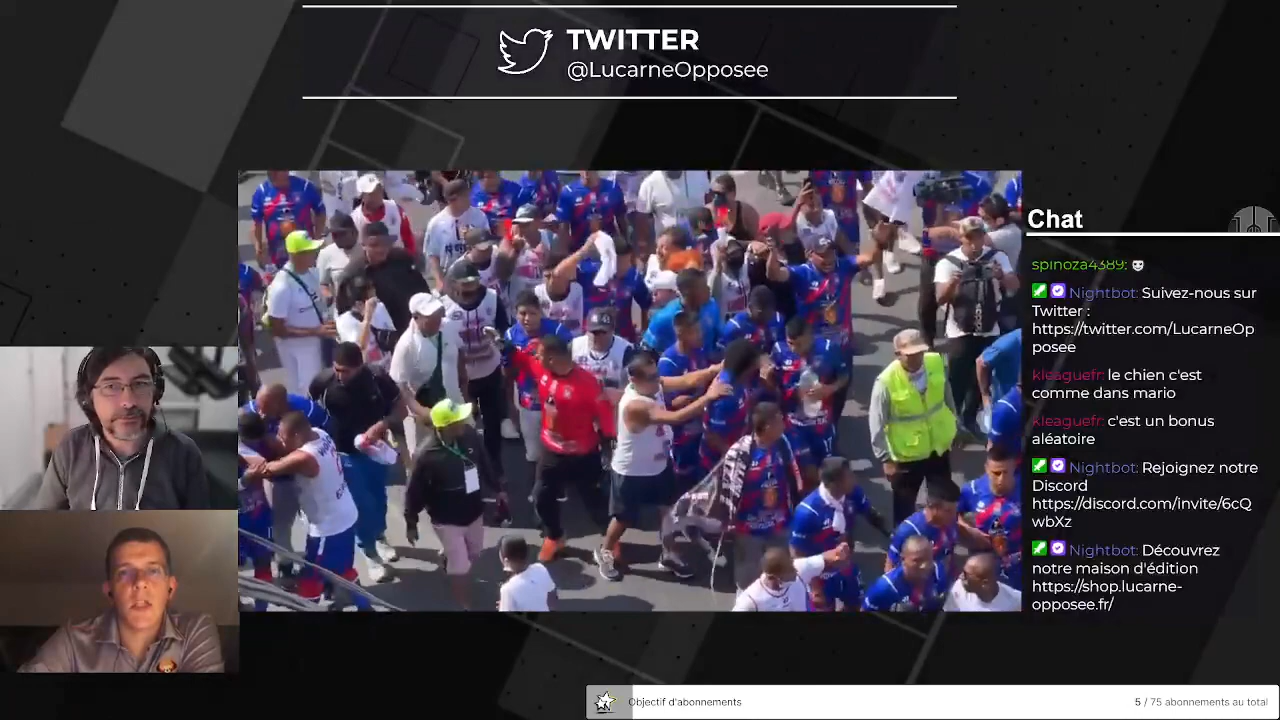 TWITTER
@LucarneOpposee
Chat
spinoza4389:
Nightbot: Suivez-nous sur
Twitter :
https://twitter.com/LucarneOp
posee
kleaguefr: le chien c'est
comme dans mario
kleaguefr: c'est un bonus
aléatoire
Nightbot: Rejoignez notre
Discord
https://discord.com/invite/6cQ
wbXz
Nightbot: Découvrez
notre maison d'édition
https://shop.lucarne-
opposee.fr/
Objectif d'abonnements
5 / 75 abonnements au total